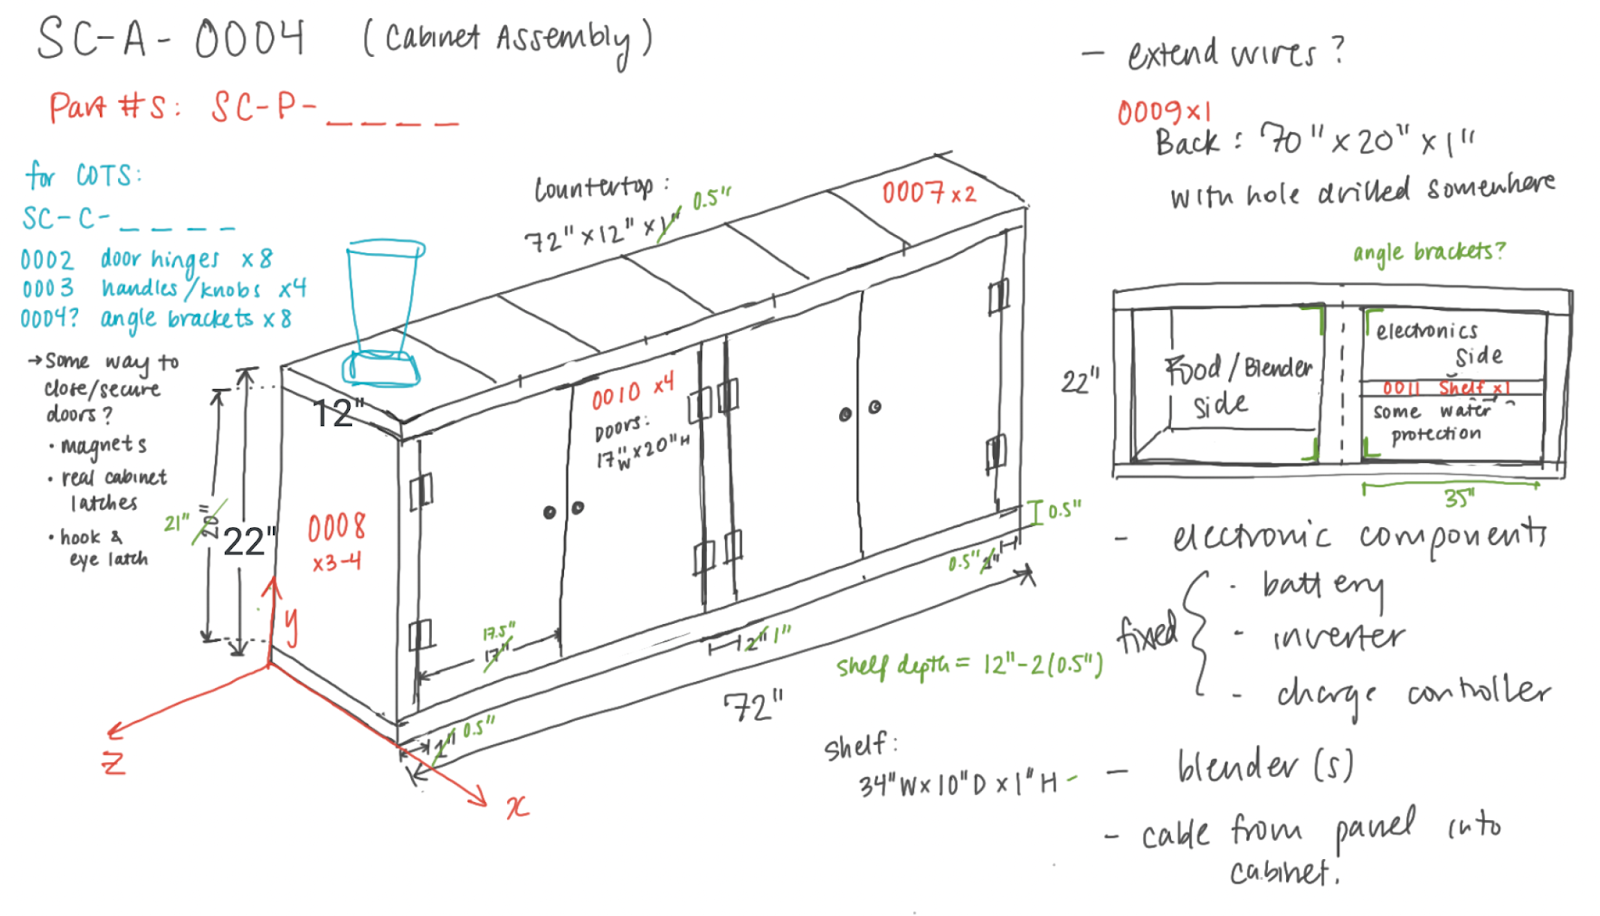 SC-A-0004 (Cabinet Assembly)
Part #s: SC-P-_ _ _ _
for COTS:
SC-C-_ _ _ _
0002 door hinges x8
0003 handles/knobs x4
0004? angle brackets x8
→ Some way to
close/secure
doors?
• magnets
• real cabinet
latches
• hook &
eye latch
Countertop:
72" x 12" x 1" 0.5"
0007 x2
12"
21" 20"
22"
0008
x3-4
0010 x4
Doors:
17"W x 20"H
y
z
x
17.5"
17"
1" 0.5"
2" 1"
72"
0.5" 1"
0.5"
shelf depth = 12"-2(0.5")
shelf:
34"W x 10"D x 1"H -
- extend wires?
0009x1
Back: 70" x 20" x 1"
with hole drilled somewhere
angle brackets?
22"
Food/Blender
side
electronics
side
0011 Shelf x1
some water
protection
35"
- electronic components
fixed
- battery
- inverter
- charge controller
- blender(s)
- cable from panel into
cabinet.